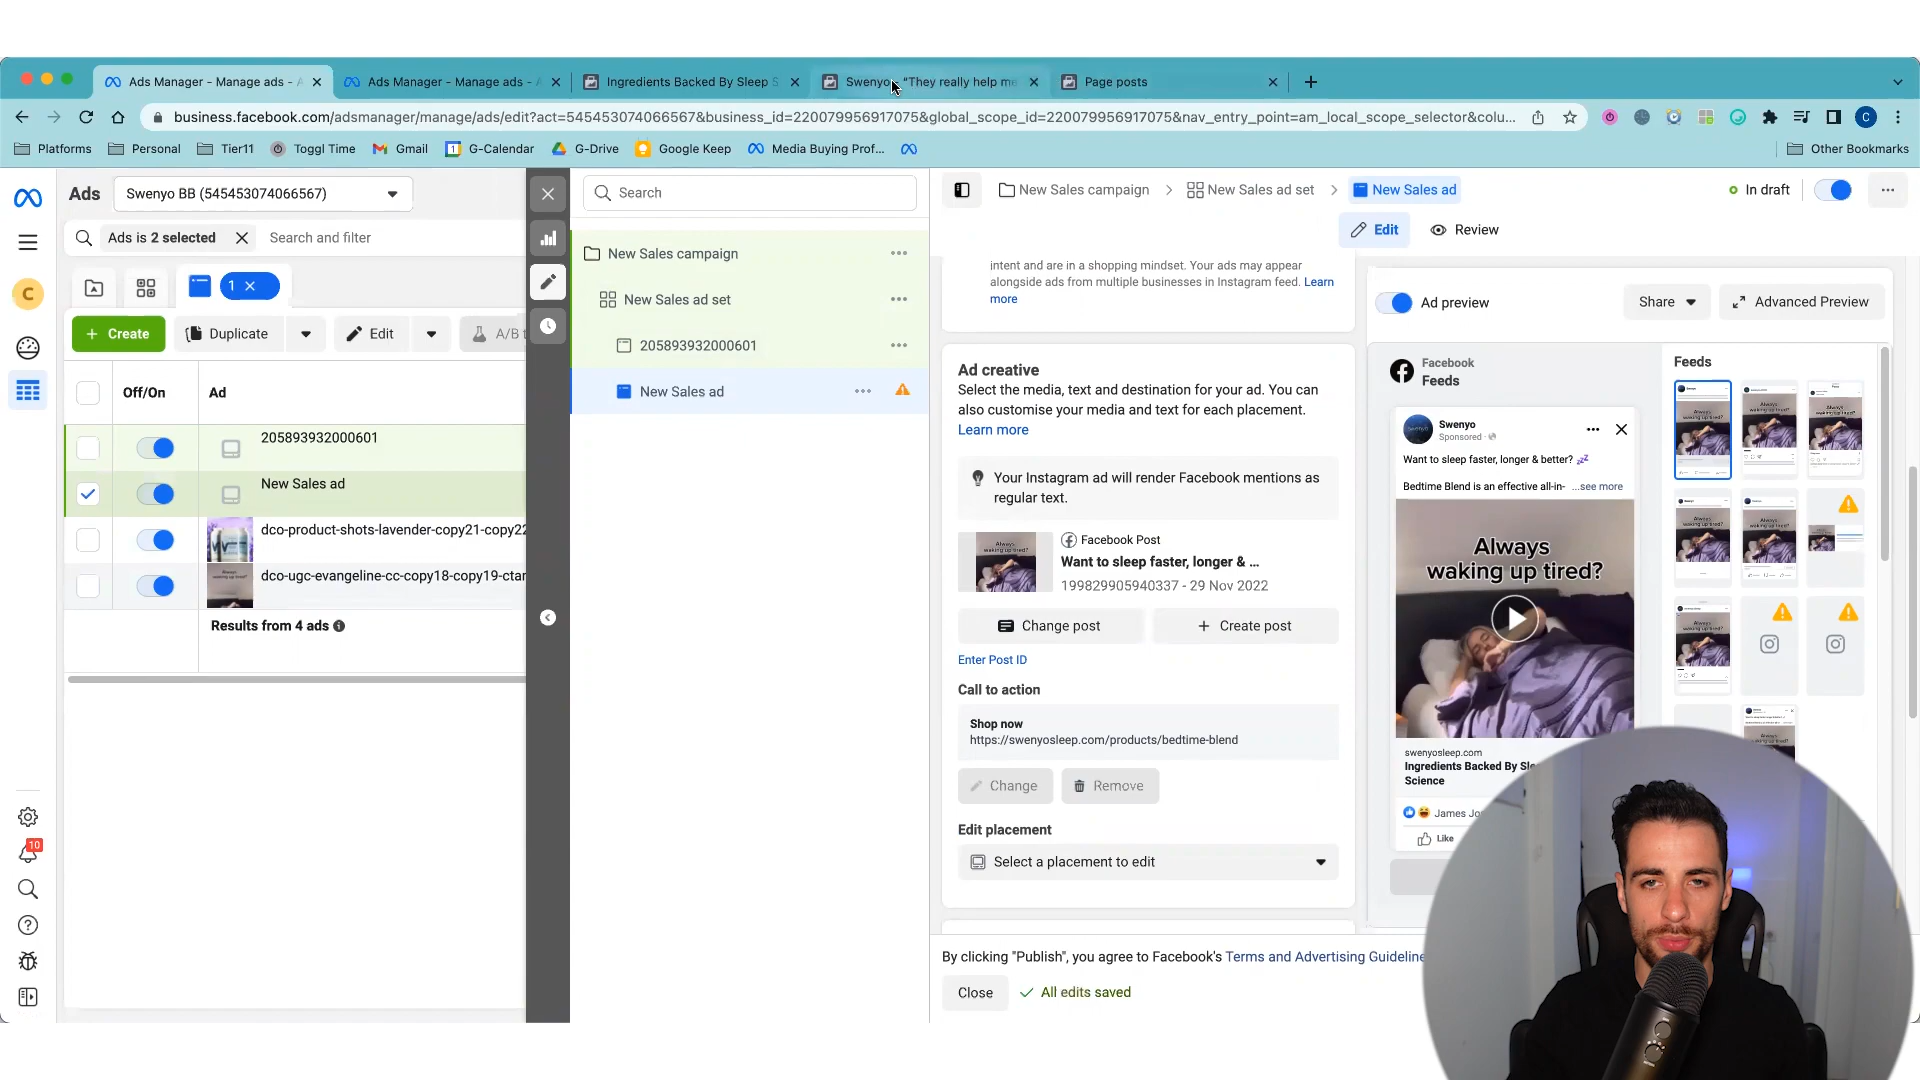 Ads Manager - Manage ads - A
Ads Manager - Manage ads - A
Ingredients Backed By Sleep S
Swenyo "They really help me
Page posts
business.facebook.com/adsmanager/manage/ads/edit?act=545453074066567&business_id=220079956917075&global_scope_id=220079956917075&nav_entry_point=am_local_scope_selector&colu...
C
Platforms
Personal
Tier11
Toggl Time
Gmail
G-Calendar
G-Drive
Google Keep
Media Buying Prof...
Other Bookmarks
Ads
Swenyo BB (545453074066567)
Ads is 2 selected
Search and filter
1
Create
Duplicate
Edit
A/B t
Off/On
Ad
205893932000601
New Sales ad
dco-product-shots-lavender-copy21-copy22
dco-ugc-evangeline-cc-copy18-copy19-ctar
Results from 4 ads
C
10
Search
New Sales campaign
New Sales ad set
205893932000601
New Sales ad
New Sales campaign
New Sales ad set
New Sales ad
In draft
Edit
Review
intent and are in a shopping mindset. Your ads may appear
alongside ads from multiple businesses in Instagram feed. Learn
more
Ad creative
Select the media, text and destination for your ad. You can
also customise your media and text for each placement.
Learn more
Your Instagram ad will render Facebook mentions as
regular text.
Always
waking up tired?
Facebook Post
Want to sleep faster, longer & ...
199829905940337 - 29 Nov 2022
Change post
Create post
Enter Post ID
Call to action
Shop now
https://swenyosleep.com/products/bedtime-blend
Change
Remove
Edit placement
Select a placement to edit
By clicking "Publish", you agree to Facebook's Terms and Advertising Guideline
Close
All edits saved
Ad preview
Share
Advanced Preview
Facebook
Feeds
Swenyo
Sponsored
Want to sleep faster, longer & better?
Bedtime Blend is an effective all-in- ...see more
Always
waking up tired?
swenyosleep.com
Ingredients Backed By Sle
Science
James Jo
Like
Feeds